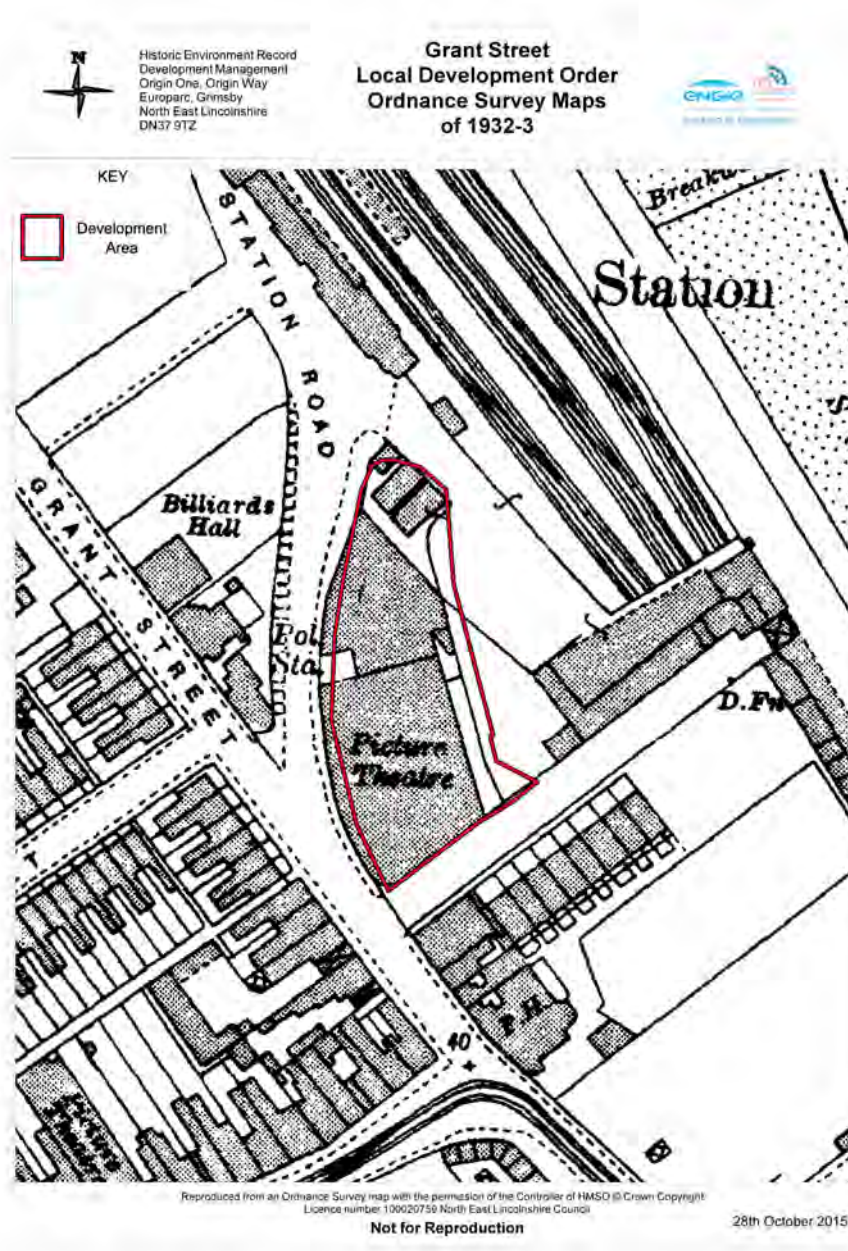 N
Historic Environment Record
Development Management
Origin One, Origin Way
Europarc, Grimsby
North East Lincolnshire
DN37 9TZ
Grant Street
Local Development Order
Ordnance Survey Maps
of 1932-3
ENGIE
KEY
Development
Area
STATION ROAD
Station
GRANT STREET
Billiards
Hall
Pol.
Sta.
Picture
Theatre
D.Fn
P.H.
40
Reproduced from an Ordnance Survey map with the permission of the Controller of HMSO © Crown Copyright
Licence number 100020759 North East Lincolnshire Council
Not for Reproduction
28th October 2015